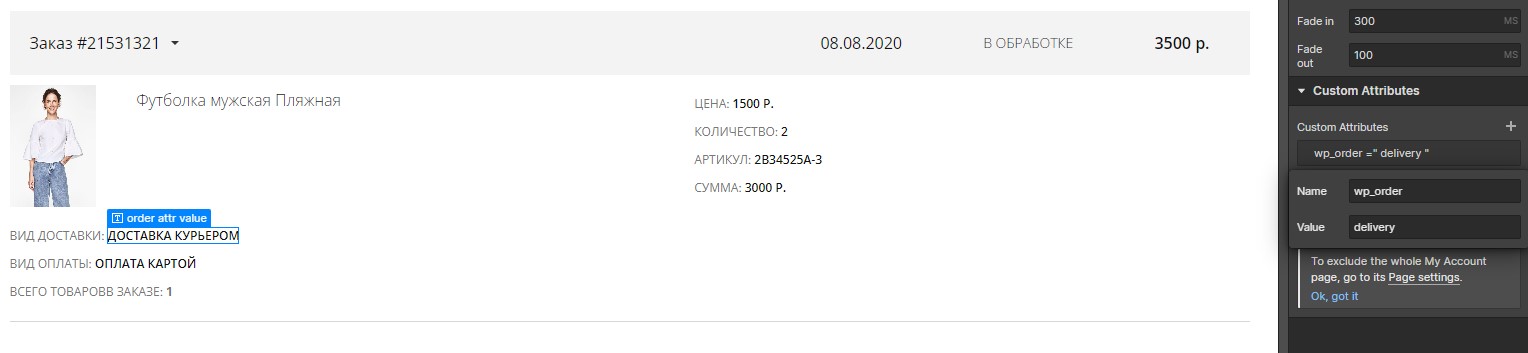 Заказ #21531321 08.08.2020 В ОБРАБОТКЕ 3500 р.
Футболка мужская Пляжная
ЦЕНА: 1500 Р.
КОЛИЧЕСТВО: 2
АРТИКУЛ: 2B34525A-3
СУММА: 3000 Р.
order attr value
ВИД ДОСТАВКИ: ДОСТАВКА КУРЬЕРОМ
ВИД ОПЛАТЫ: ОПЛАТА КАРТОЙ
ВСЕГО ТОВАРОВВ ЗАКАЗЕ: 1
Fade in 300 MS
Fade
out 100 MS
Custom Attributes
Custom Attributes +
wp_order =" delivery "
Name wp_order
Value delivery
To exclude the whole My Account
page, go to its Page settings.
Ok, got it